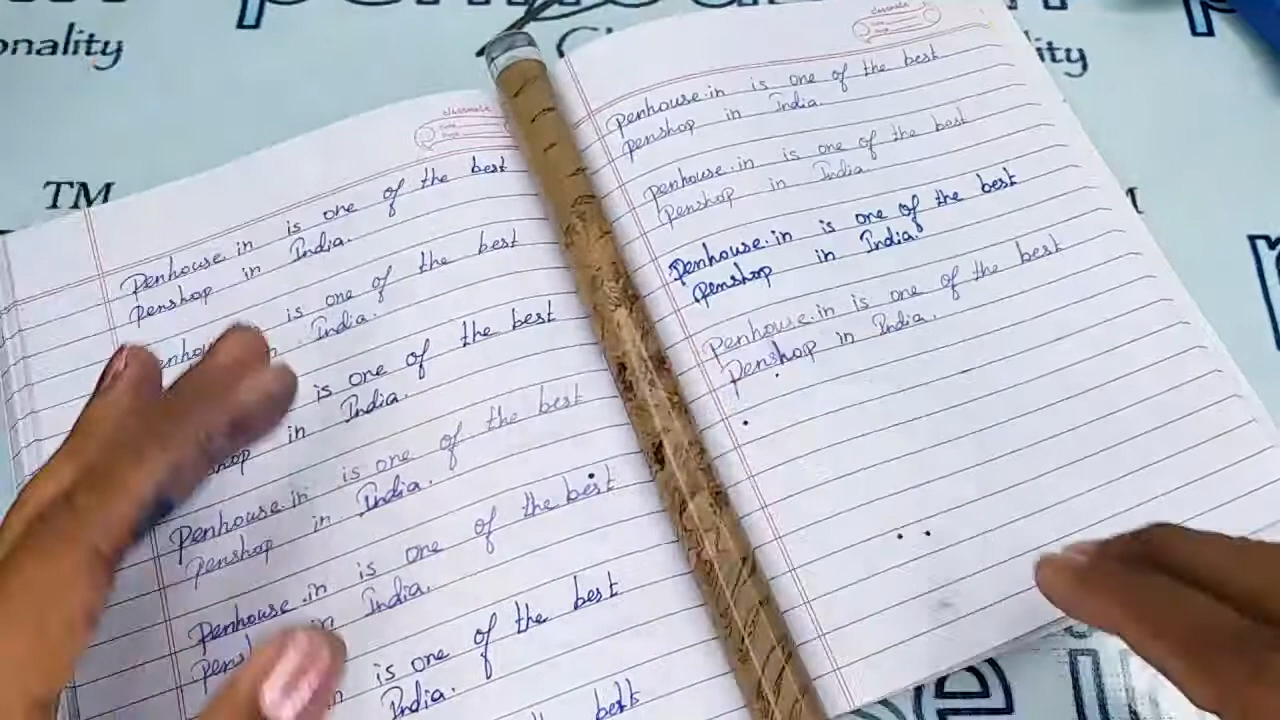 onality
TM
classmate
Penhouse.in is one of the best
penshop in India.
is one of the best
India.
is one of the best
in India.
Penhouse.in is one of the best
penshop in India.
Penhouse.in is one of the best
in India.
is one of the best
India.
best
classmate
Penhouse.in is one of the best
penshop in India
Penhouse.in is one of the best
Penshop in India
Penhouse.in is one of the best
Penshop in India.
Penhouse.in is one of the best
Penshop in India.
ity